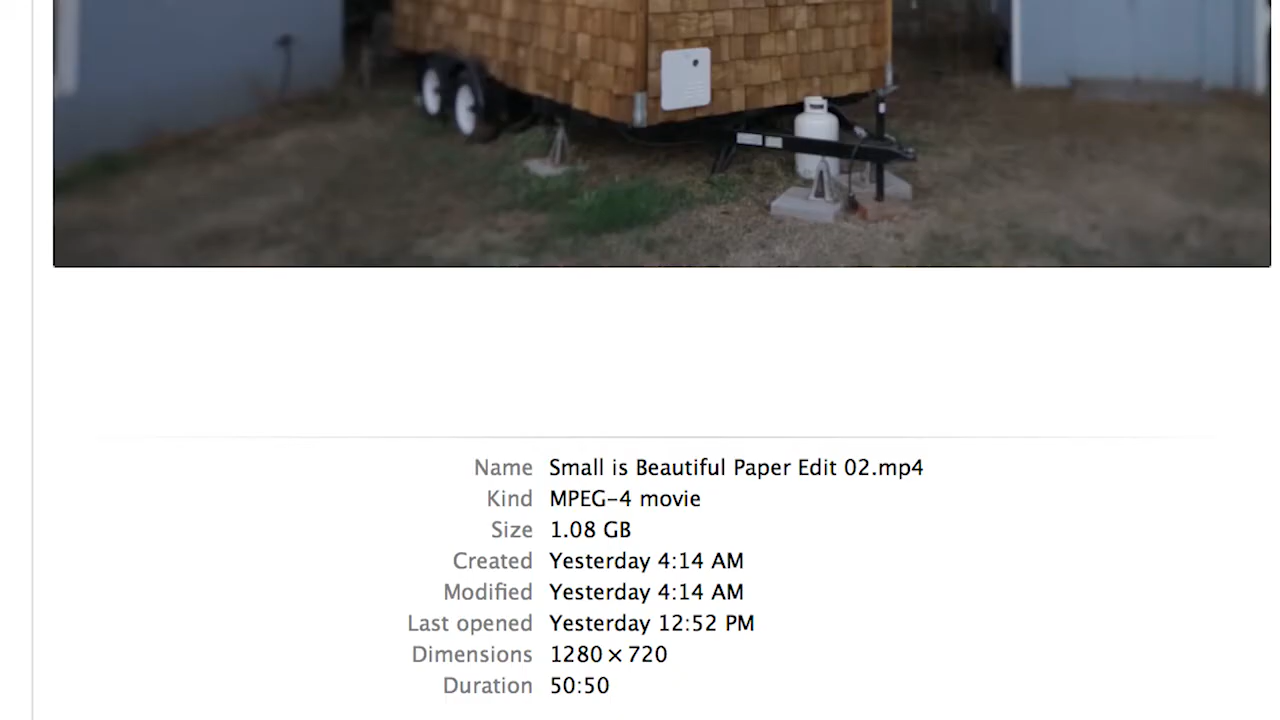 Name Small is Beautiful Paper Edit 02.mp4
Kind MPEG-4 movie
Size 1.08 GB
Created Yesterday 4:14 AM
Modified Yesterday 4:14 AM
Last opened Yesterday 12:52 PM
Dimensions 1280 × 720
Duration 50:50